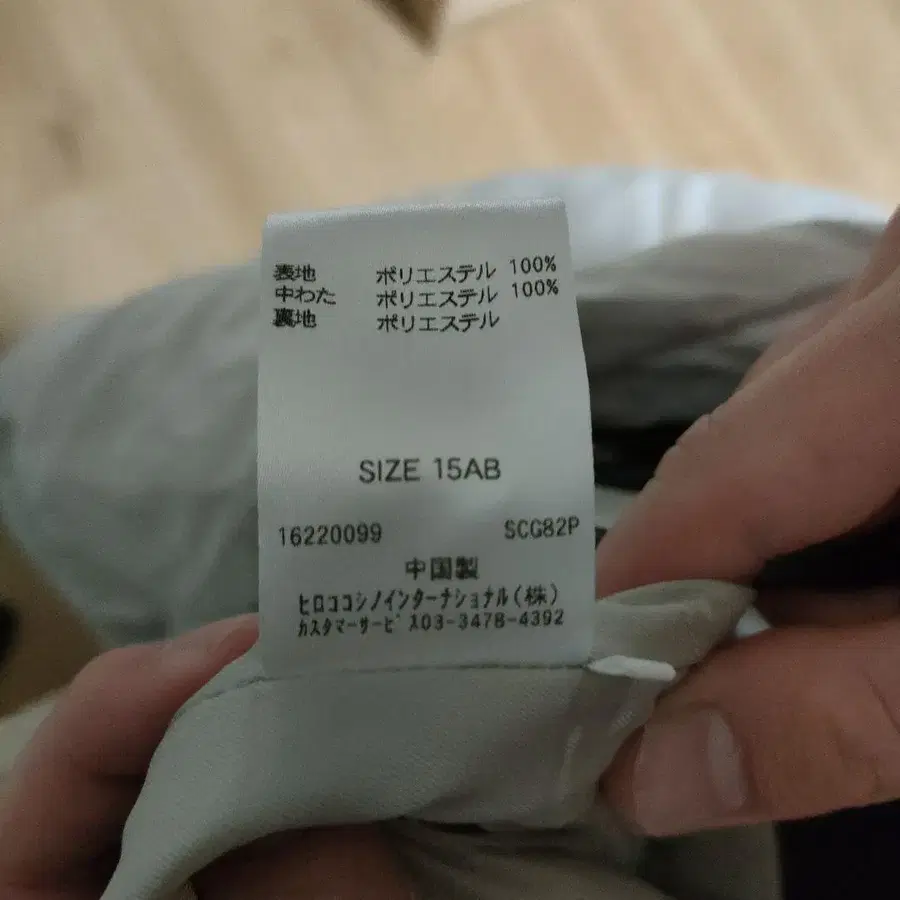 表地 ポリエステル 100%
中わた ポリエステル 100%
裏地 ポリエステル
SIZE 15AB
16220099 SCG82P
中国製
ヒロココシノインターナショナル(株)
カスタマーサービス03-3478-4392